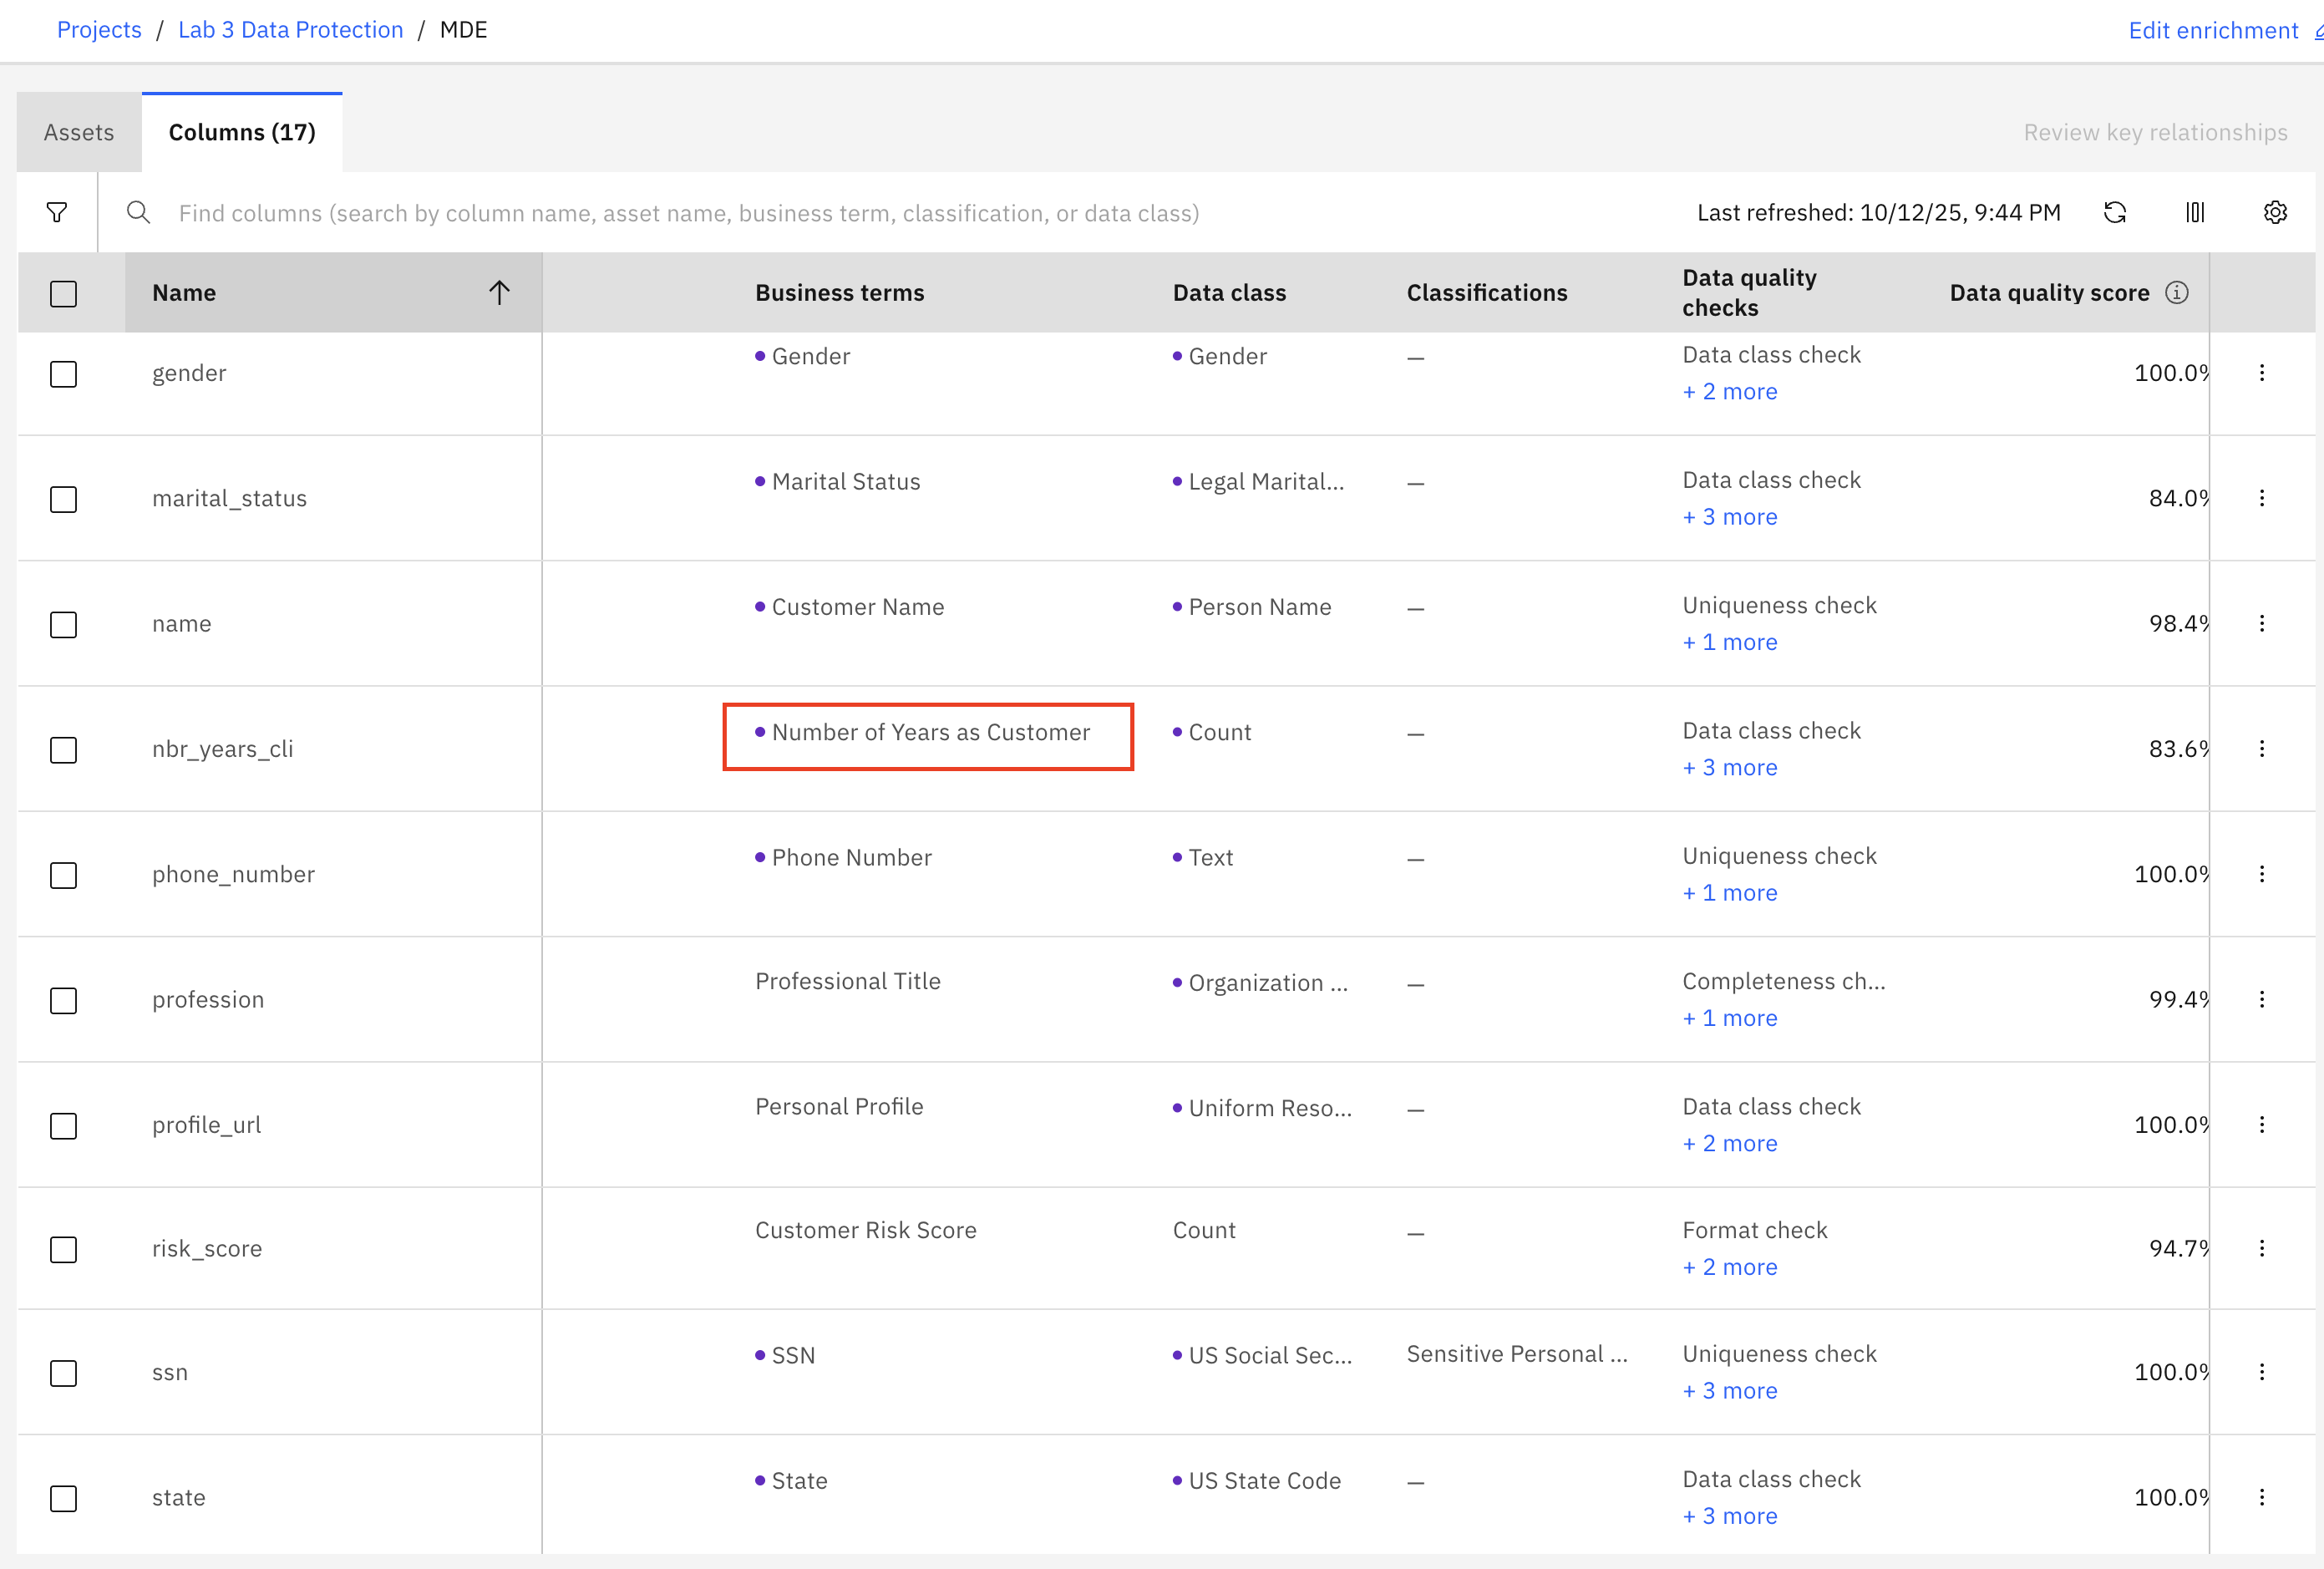 Projects / Lab 3 Data Protection / MDE
Edit enrichment
Assets
Columns (17)
Review key relationships
Find columns (search by column name, asset name, business term, classification, or data class)
Last refreshed: 10/12/25, 9:44 PM
Name
Business terms
Data class
Classifications
Data quality
checks
Data quality score
gender
Gender
Gender
—
Data class check
+ 2 more
100.0%
marital_status
Marital Status
Legal Marital...
—
Data class check
+ 3 more
84.0%
name
Customer Name
Person Name
—
Uniqueness check
+ 1 more
98.4%
nbr_years_cli
Number of Years as Customer
Count
—
Data class check
+ 3 more
83.6%
phone_number
Phone Number
Text
—
Uniqueness check
+ 1 more
100.0%
profession
Professional Title
Organization ...
—
Completeness ch...
+ 1 more
99.4%
profile_url
Personal Profile
Uniform Reso...
—
Data class check
+ 2 more
100.0%
risk_score
Customer Risk Score
Count
—
Format check
+ 2 more
94.7%
ssn
SSN
US Social Sec...
Sensitive Personal ...
Uniqueness check
+ 3 more
100.0%
state
State
US State Code
—
Data class check
+ 3 more
100.0%